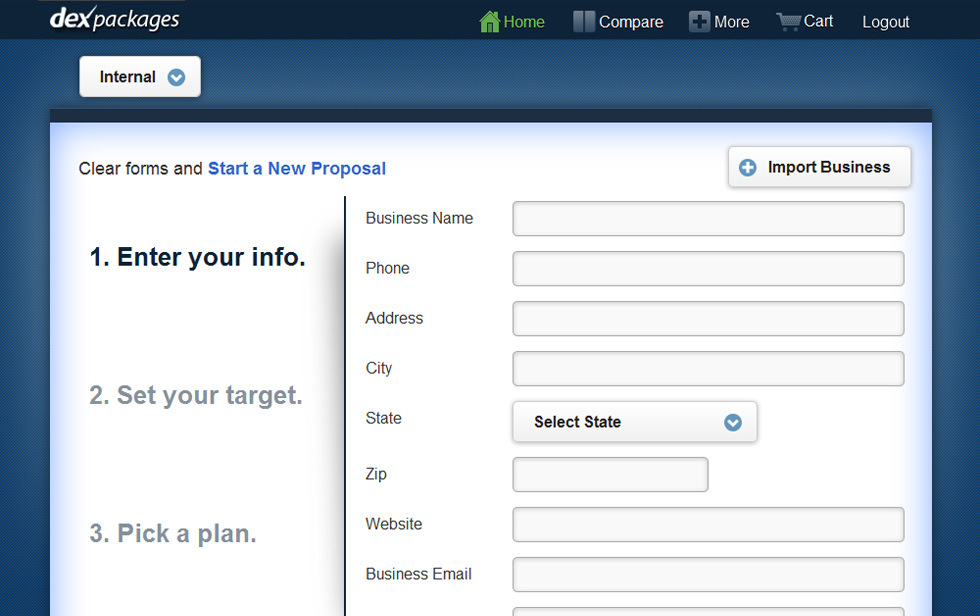 dexpackages
Home
Compare
More
Cart
Logout
Internal
Clear forms and Start a New Proposal
Import Business
1. Enter your info.
2. Set your target.
3. Pick a plan.
Business Name
Phone
Address
City
State
Select State
Zip
Website
Business Email